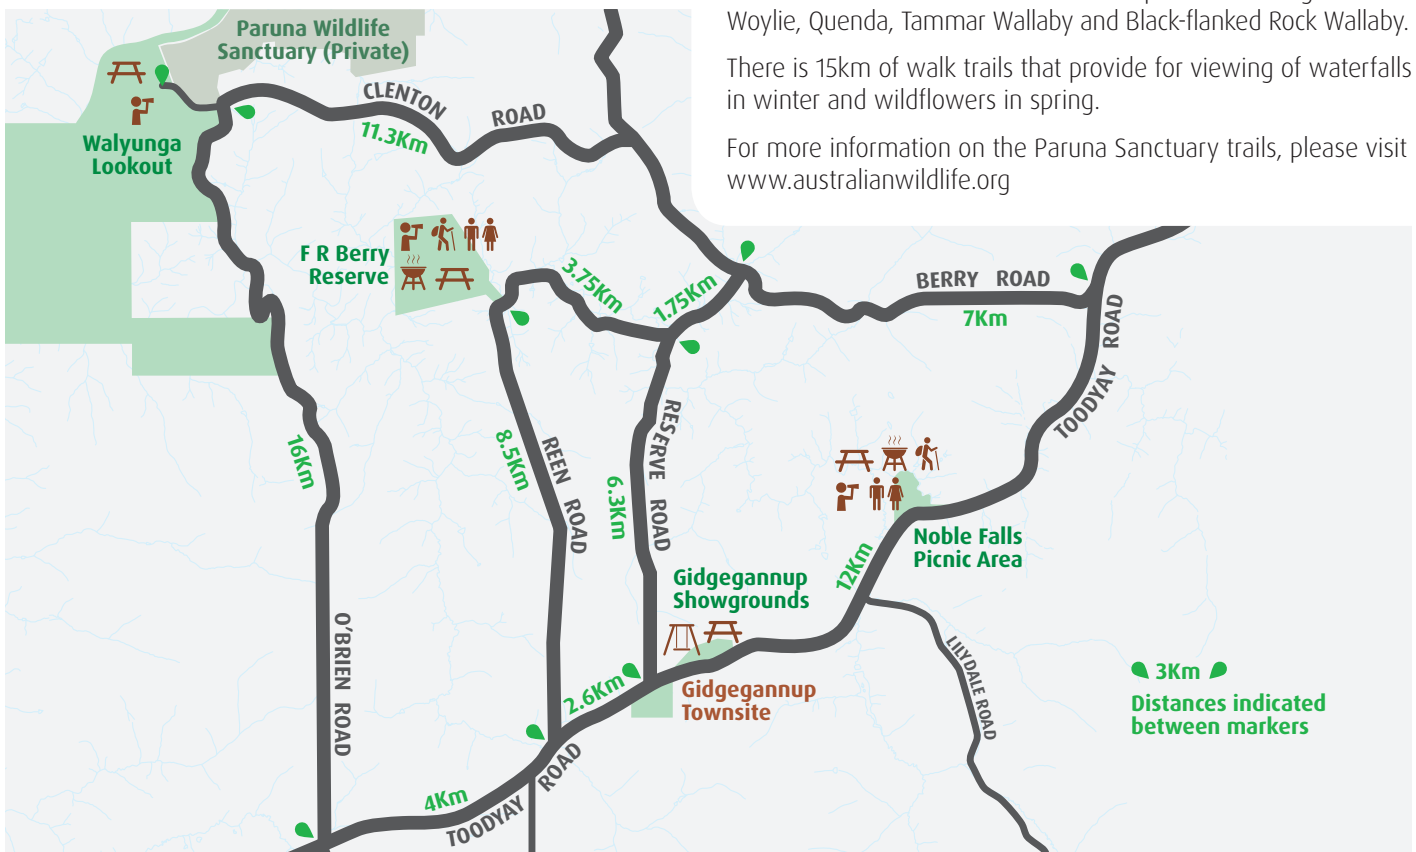 Woylie, Quenda, Tammar Wallaby and Black-flanked Rock Wallaby.
There is 15km of walk trails that provide for viewing of waterfalls
in winter and wildflowers in spring.
For more information on the Paruna Sanctuary trails, please visit
www.australianwildlife.org
Paruna Wildlife
Sanctuary (Private)
CLENTON ROAD
11.3Km
Walyunga
Lookout
F R Berry
Reserve
3.75Km
1.75Km
BERRY ROAD
7Km
TOODYAY ROAD
16Km
8.5Km
REEN ROAD
6.3Km
RESERVE ROAD
Noble Falls
Picnic Area
12Km
Gidgegannup
Showgrounds
O'BRIEN ROAD
LILYDALE ROAD
2.6Km
Gidgegannup
Townsite
3Km
Distances indicated
between markers
4Km
TOODYAY ROAD